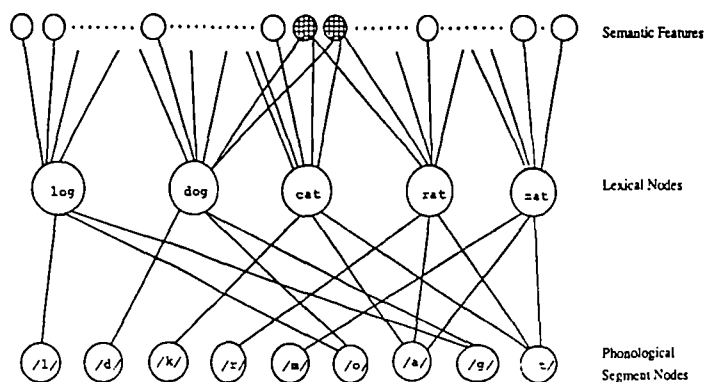 Semantic Features
log dog cat rat mat
Lexical Nodes
/l/ /d/ /k/ /r/ /m/ /o/ /a/ /g/ /t/
Phonological
Segment Nodes